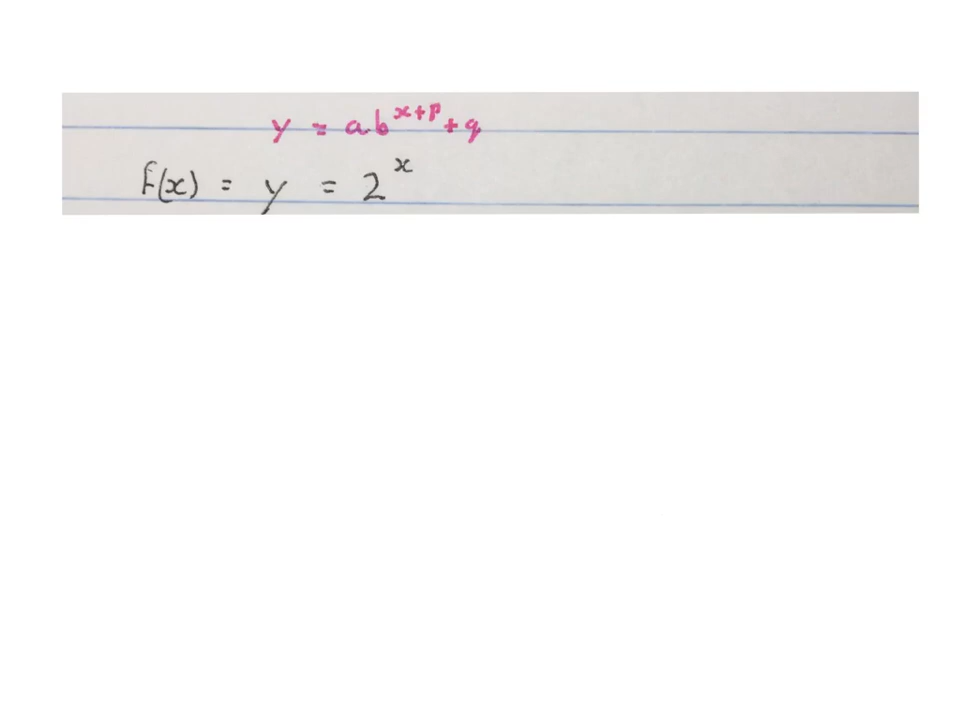 y = ab^{x+p} + q
f(x) = y = 2^x